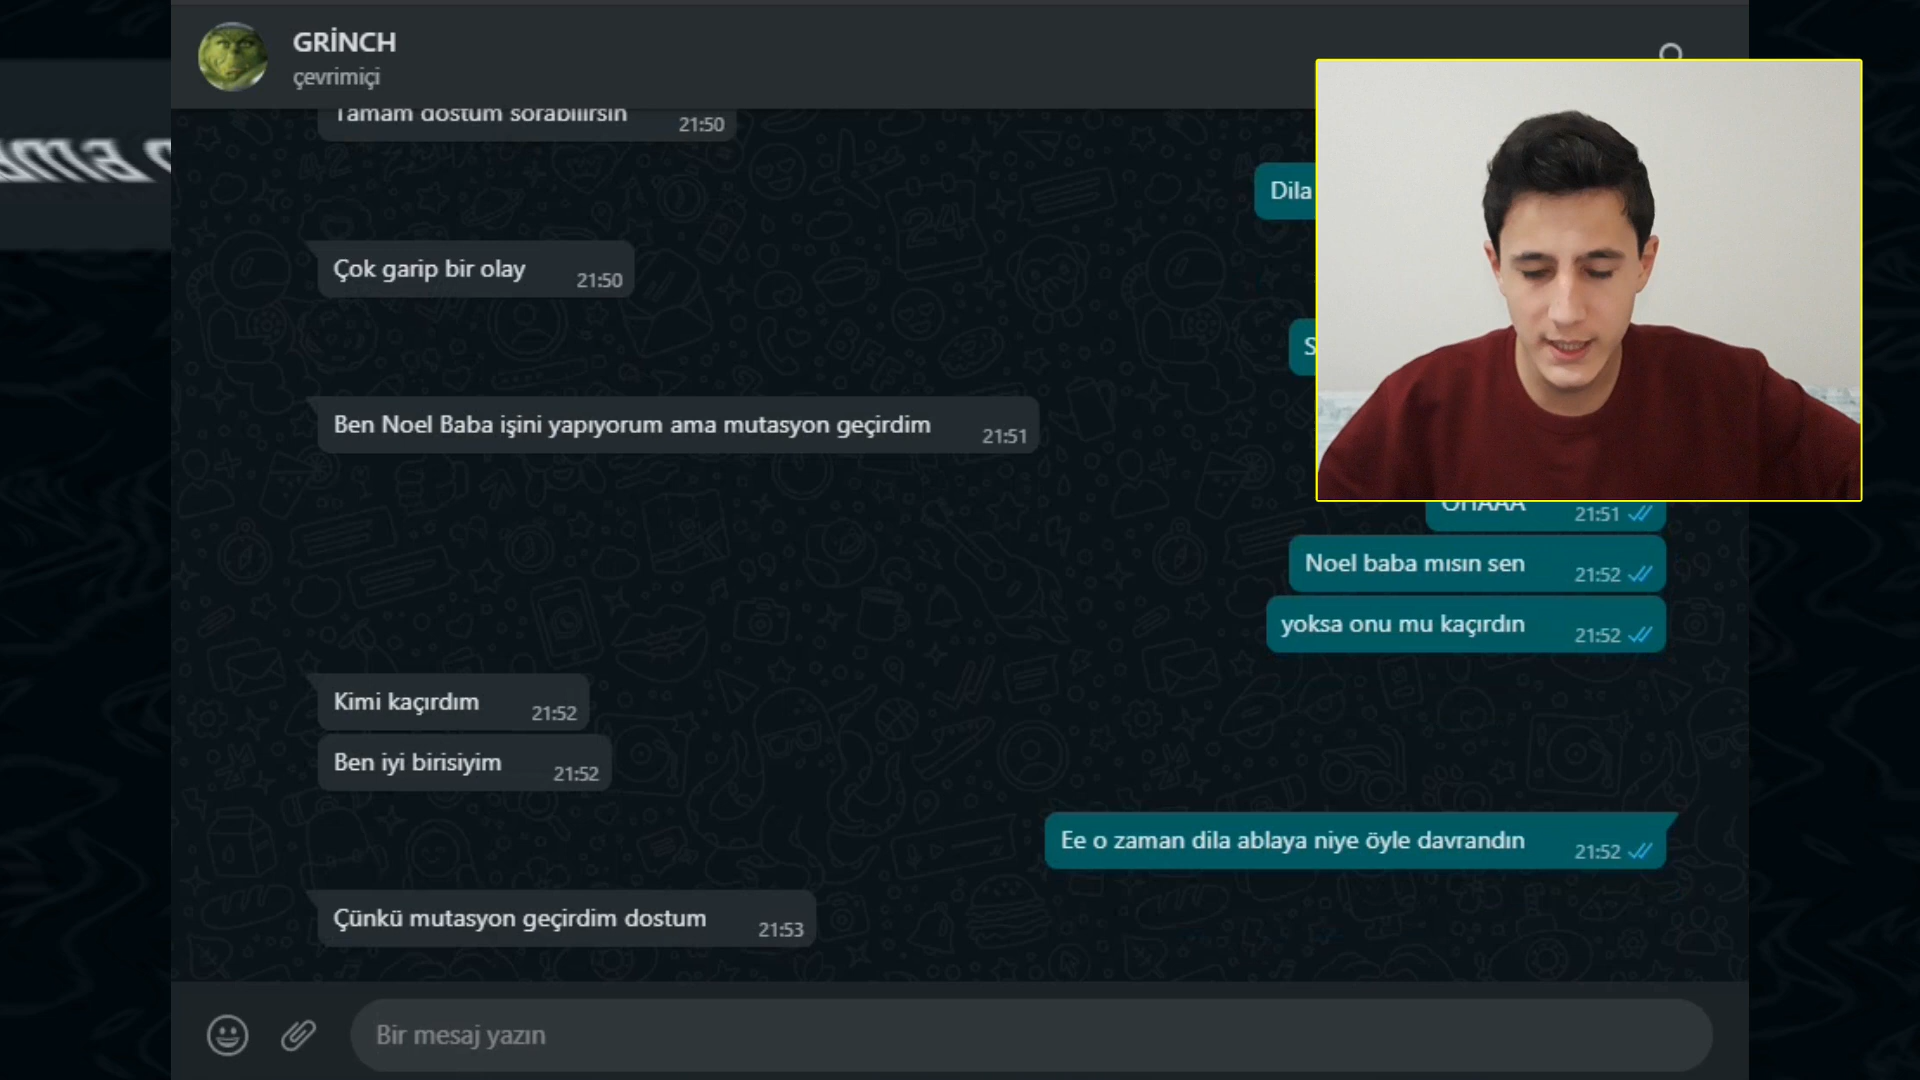 GRİNCH
çevrimiçi
Tamam dostum sorabilirsin 21:50
Dila
Çok garip bir olay 21:50
S
Ben Noel Baba işini yapıyorum ama mutasyon geçirdim 21:51
OHAAA 21:51
Noel baba mısın sen 21:52
yoksa onu mu kaçırdın 21:52
Kimi kaçırdım 21:52
Ben iyi birisiyim 21:52
Ee o zaman dila ablaya niye öyle davrandın 21:52
Çünkü mutasyon geçirdim dostum 21:53
Bir mesaj yazın